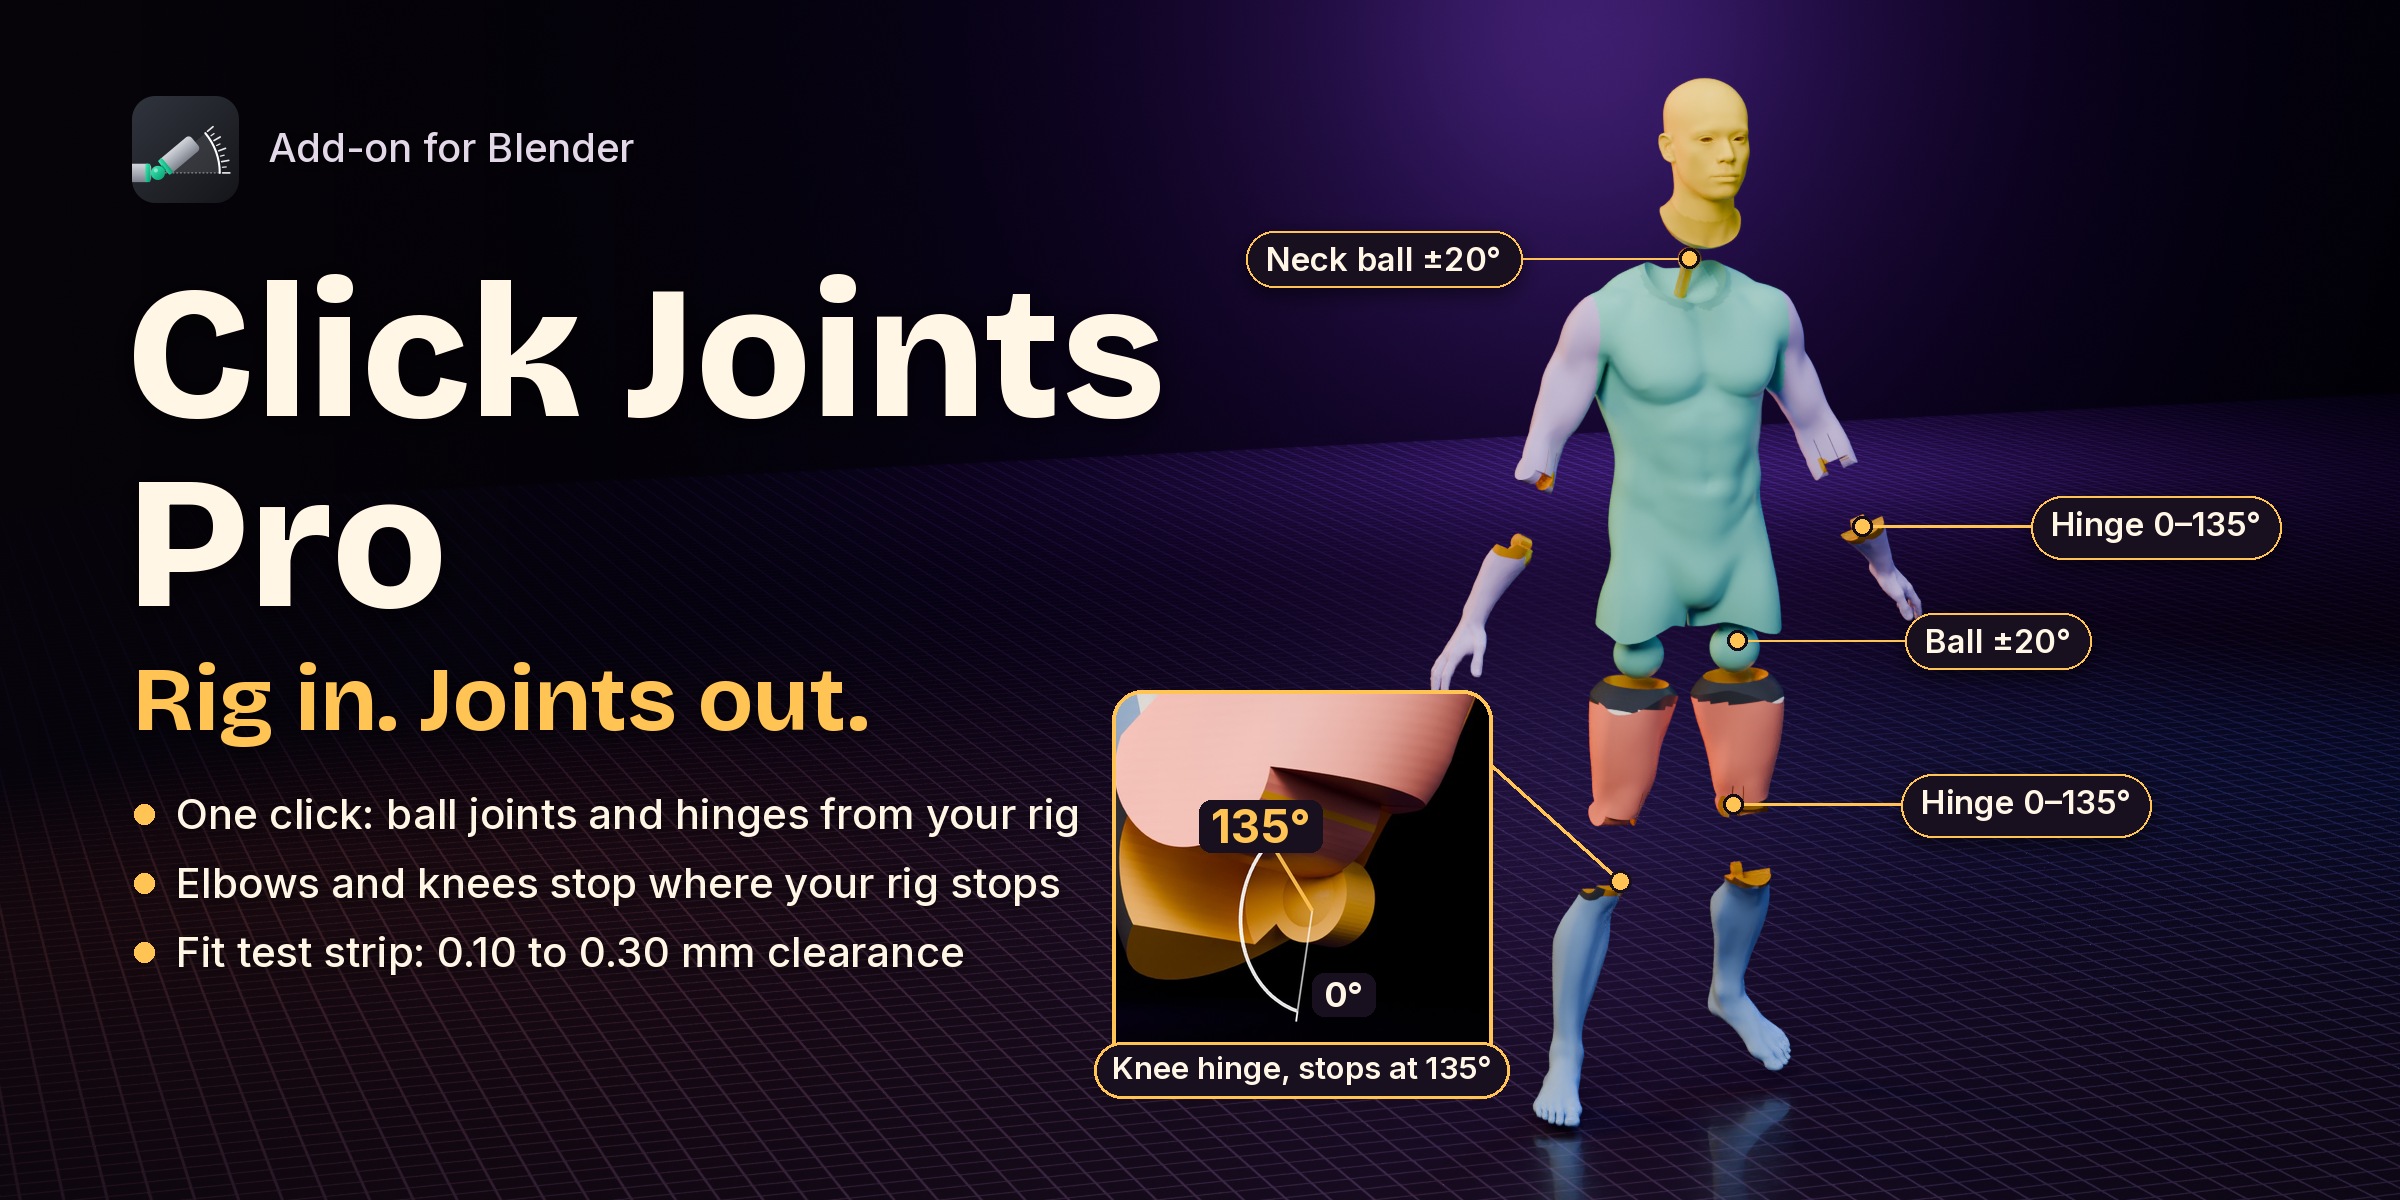 Add-on for Blender
Click Joints
Pro
Rig in. Joints out.
One click: ball joints and hinges from your rig
Elbows and knees stop where your rig stops
Fit test strip: 0.10 to 0.30 mm clearance
Neck ball ±20°
Hinge 0–135°
Ball ±20°
Hinge 0–135°
135°
0°
Knee hinge, stops at 135°